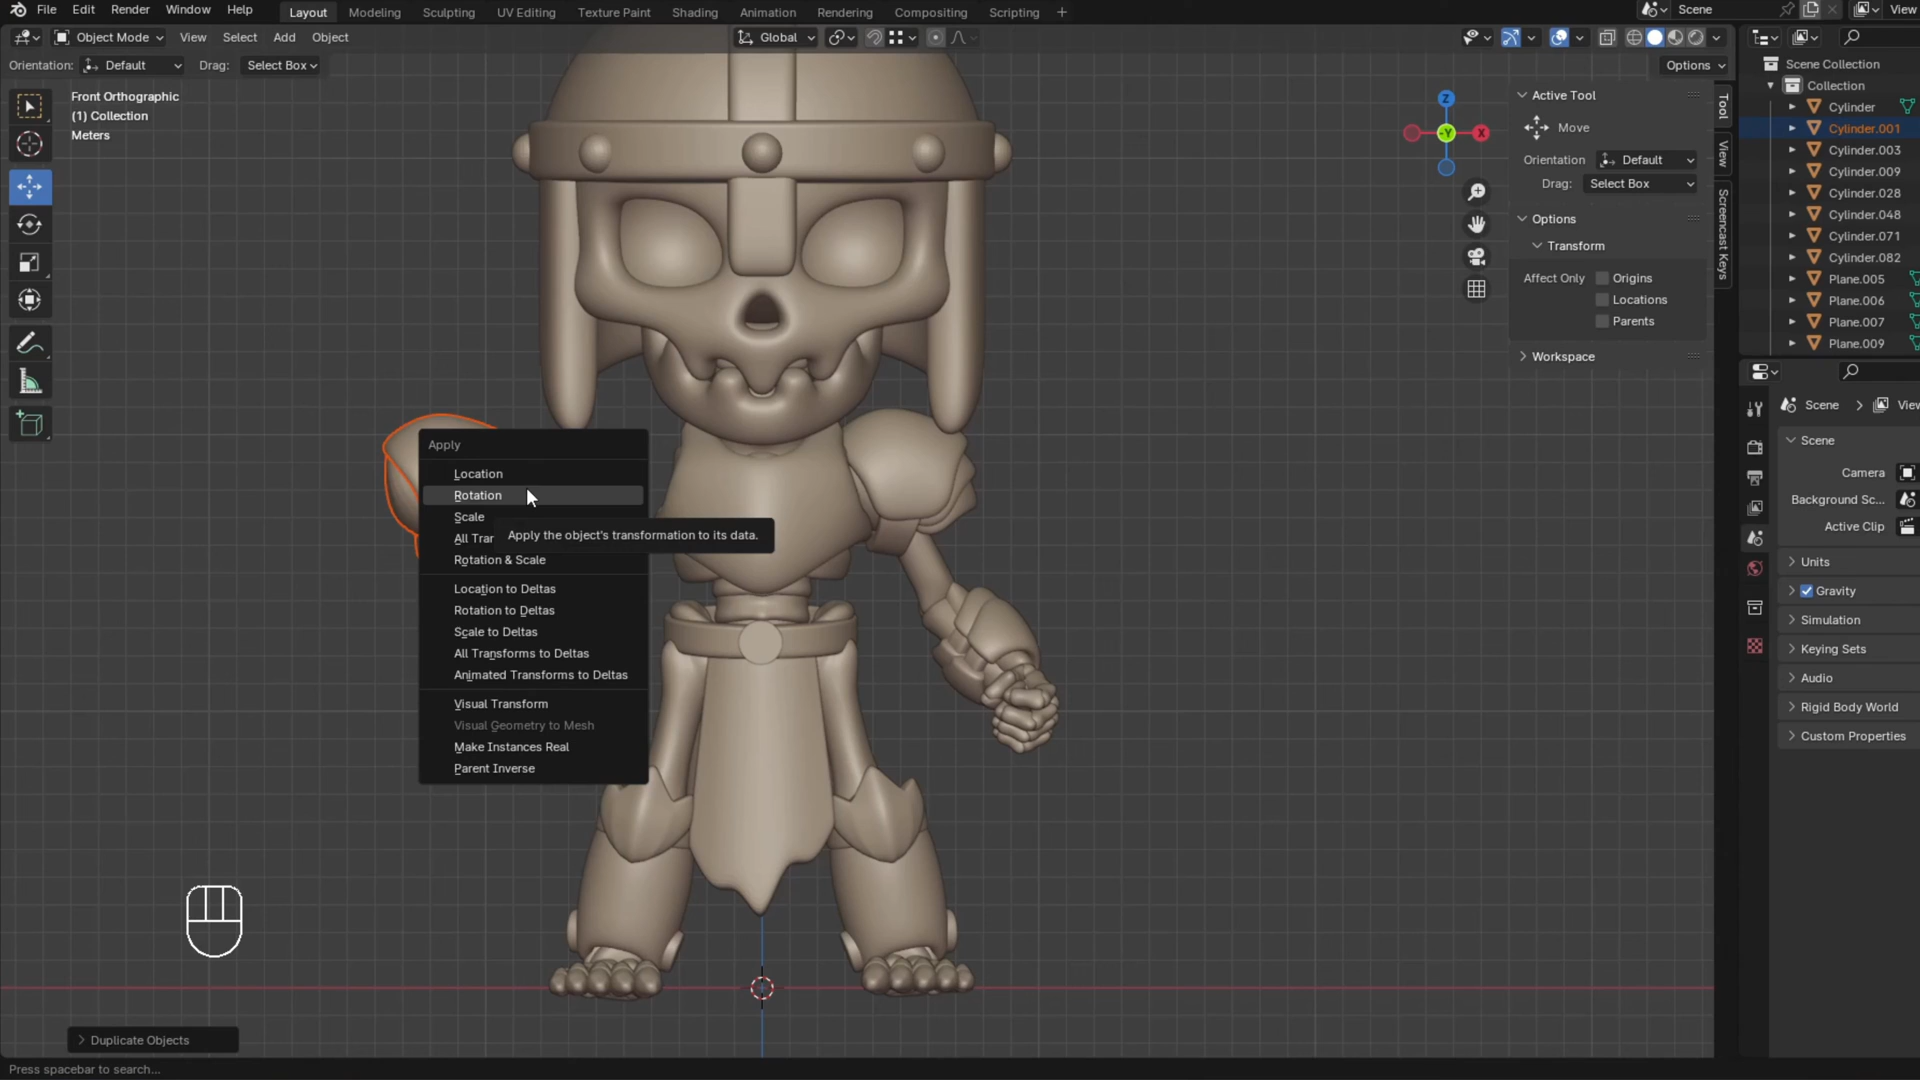 File Edit Render Window Help Layout Modeling Sculpting UV Editing Texture Paint Shading Animation Rendering Compositing Scripting + Scene View
Object Mode View Select Add Object Global
Orientation: Default Drag: Select Box Options
Front Orthographic
(1) Collection
Meters
Z
-Y
X
Active Tool
Move
Orientation Default
Drag: Select Box
Options
Transform
Affect Only Origins
Locations
Parents
Workspace
Tool
View
Screencast Keys
Scene Collection
Collection
Cylinder
Cylinder.001
Cylinder.003
Cylinder.009
Cylinder.028
Cylinder.048
Cylinder.071
Cylinder.082
Plane.005
Plane.006
Plane.007
Plane.009
Scene > View
Scene
Camera
Background Sc...
Active Clip
Units
Gravity
Simulation
Keying Sets
Audio
Rigid Body World
Custom Properties
Apply
Location
Rotation
Scale
All Tran
Apply the object's transformation to its data.
Rotation & Scale
Location to Deltas
Rotation to Deltas
Scale to Deltas
All Transforms to Deltas
Animated Transforms to Deltas
Visual Transform
Visual Geometry to Mesh
Make Instances Real
Parent Inverse
Duplicate Objects
Press spacebar to search...